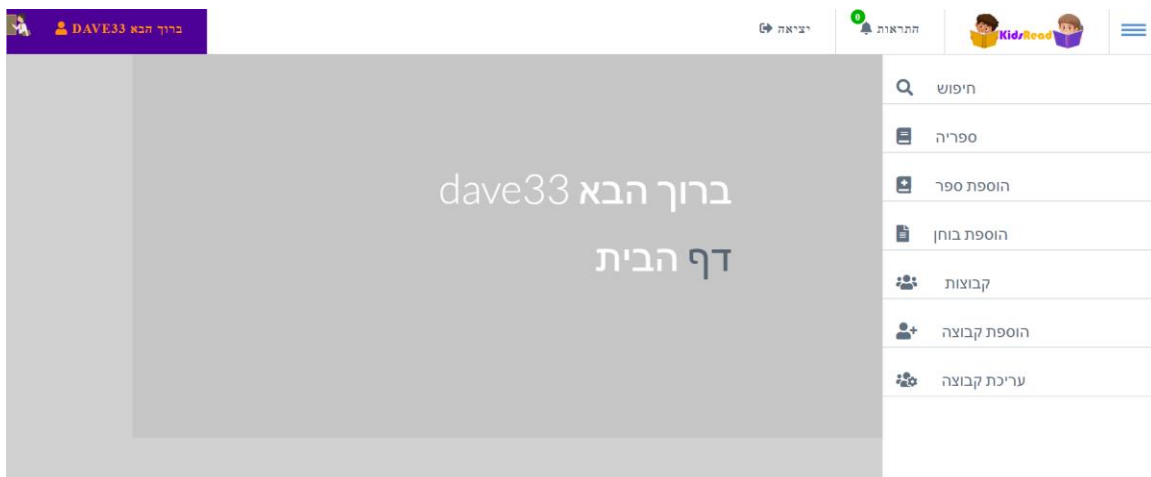 KidsRead
התראות
0
יציאה
ברוך הבא DAVE33
חיפוש
ספריה
הוספת ספר
הוספת בוחן
קבוצות
הוספת קבוצה
עריכת קבוצה
ברוך הבא dave33
דף הבית